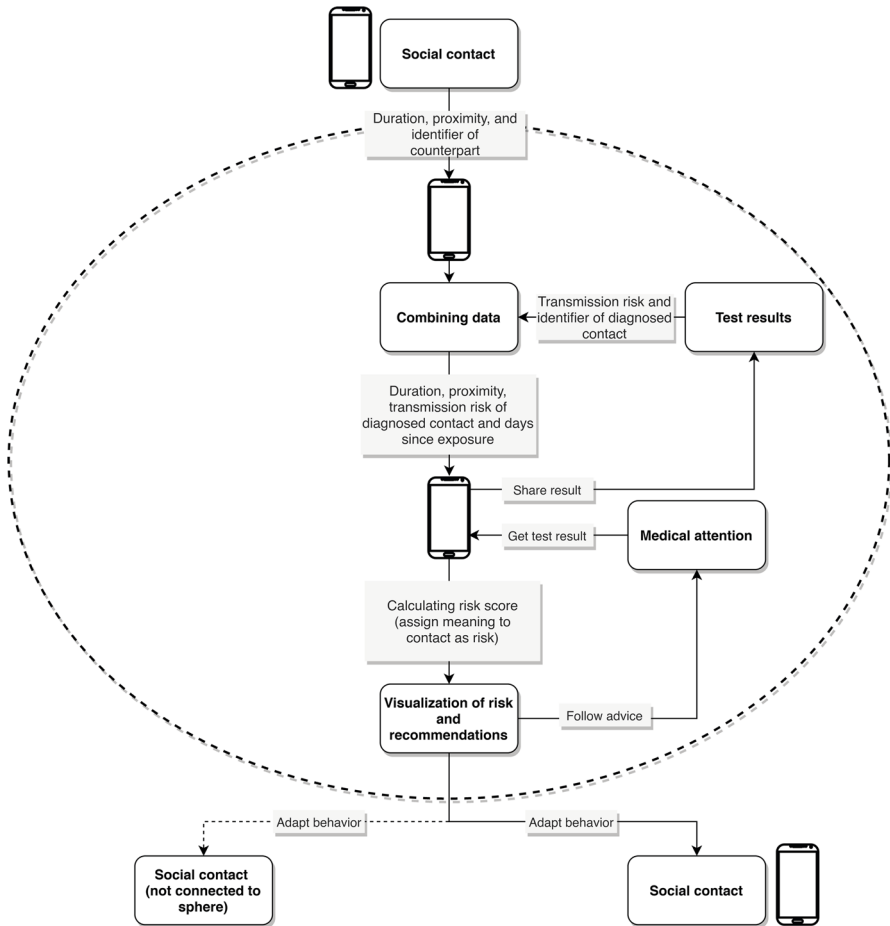 Social contact
Duration, proximity, and
identifier of
counterpart
Combining data
Transmission risk and
identifier of diagnosed
contact
Test results
Duration, proximity,
transmission risk of
diagnosed contact and days
since exposure
Share result
Get test result
Medical attention
Calculating risk score
(assign meaning to
contact as risk)
Visualization of risk
and
recommendations
Follow advice
Adapt behavior
Adapt behavior
Social contact
(not connected to
sphere)
Social contact